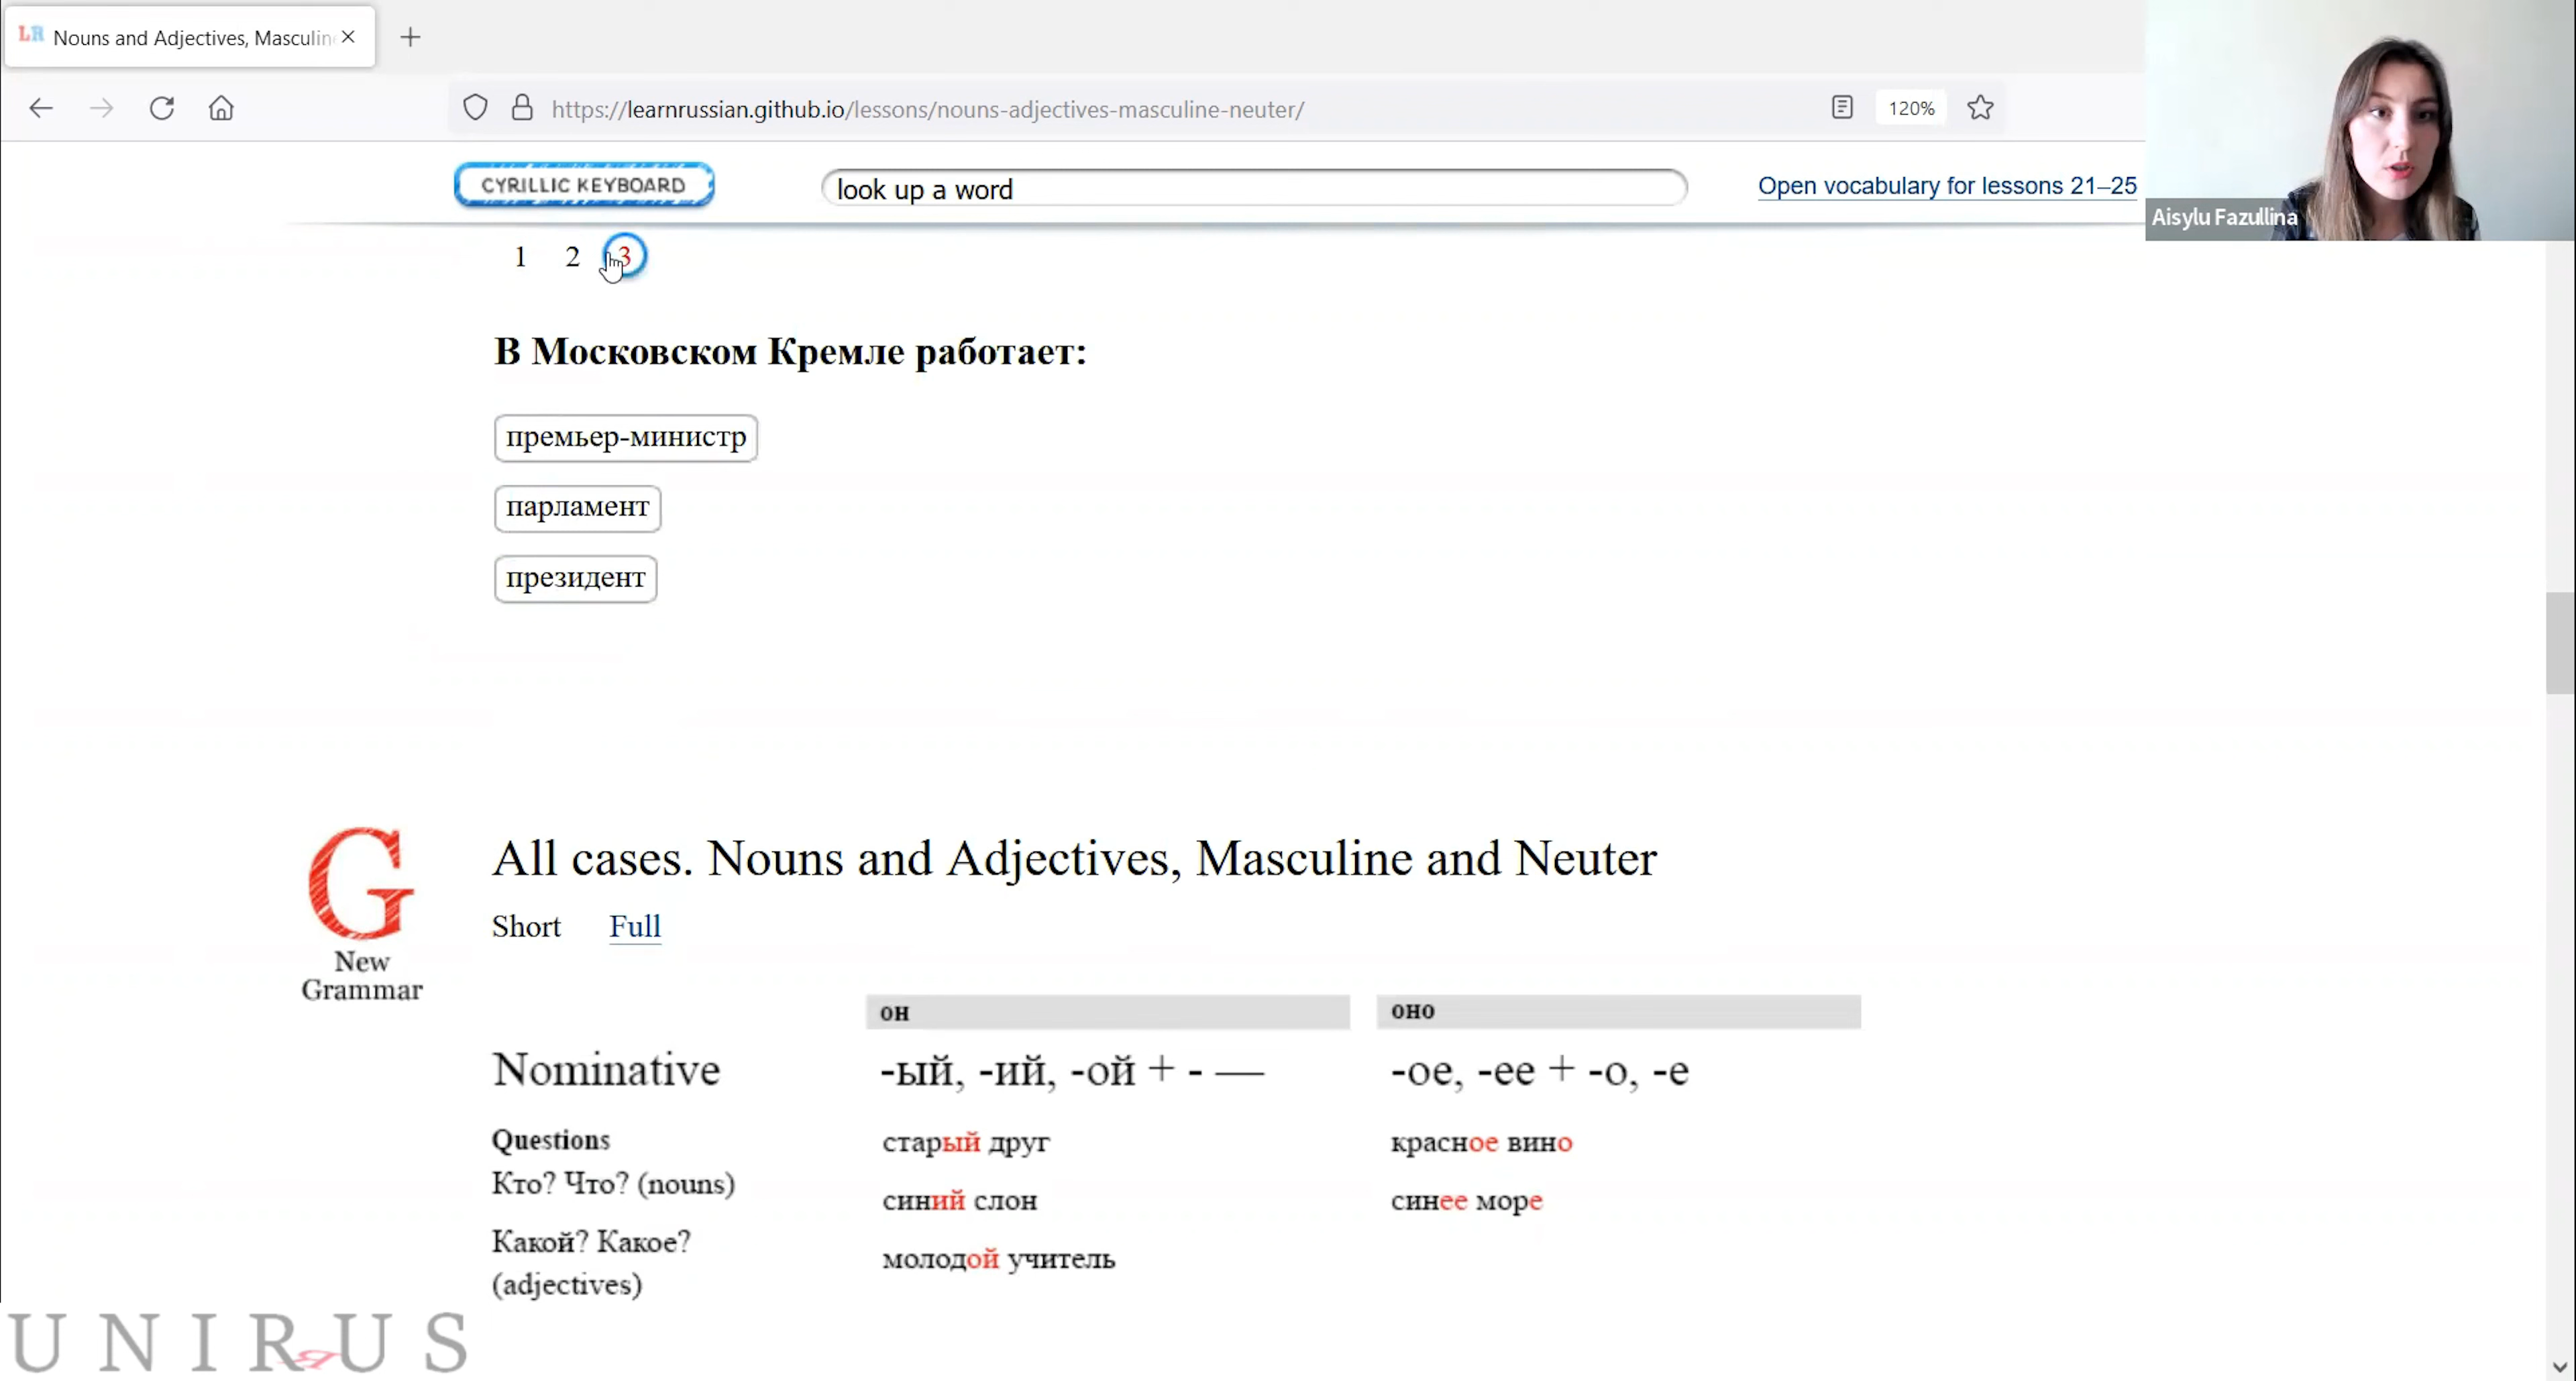 LR Nouns and Adjectives, Masculin
https://learnrussian.github.io/lessons/nouns-adjectives-masculine-neuter/
120%
CYRILLIC KEYBOARD
look up a word
Open vocabulary for lessons 21–25
Aisylu Fazullina
1 2 3
В Московском Кремле работает:
премьер-министр
парламент
президент
G
New
Grammar
All cases. Nouns and Adjectives, Masculine and Neuter
Short Full
он оно
Nominative -ый, -ий, -ой + - — -ое, -ее + -о, -е
Questions старый друг красное вино
Кто? Что? (nouns) синий слон синее море
Какой? Какое? молодой учитель
(adjectives)
UNIRUS